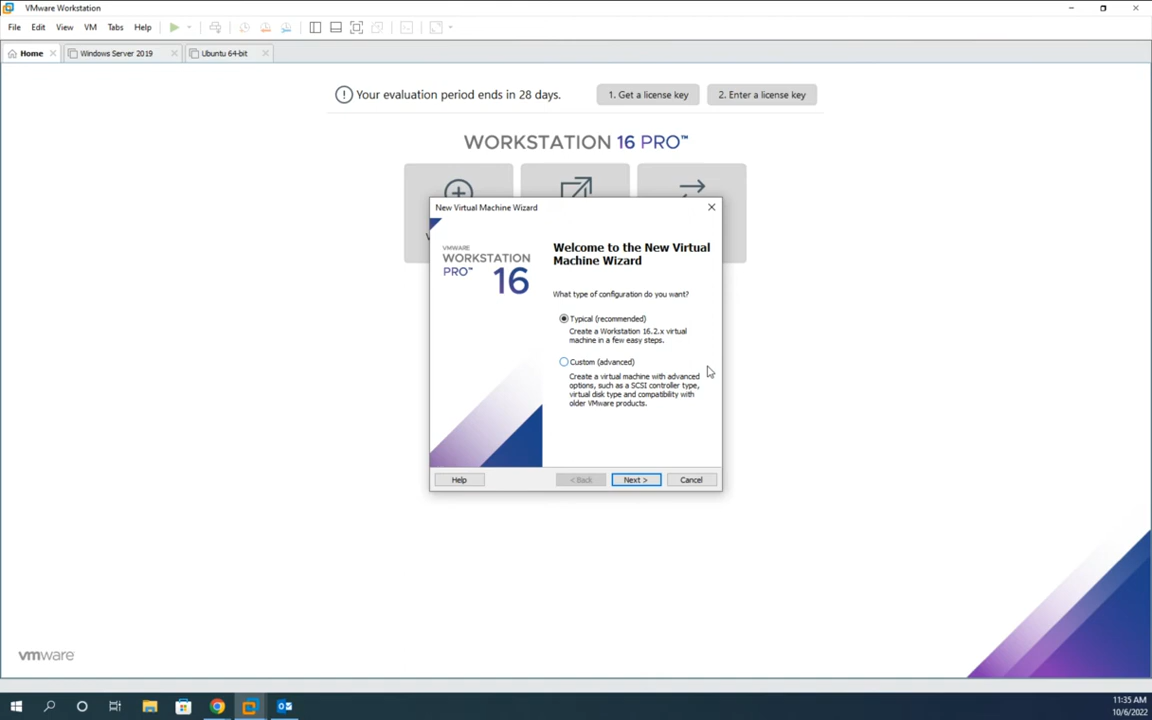 VMware Workstation
File Edit View VM Tabs Help
Home Windows Server 2019 Ubuntu 64-bit
Your evaluation period ends in 28 days. 1. Get a license key 2. Enter a license key
WORKSTATION 16 PRO™
New Virtual Machine Wizard
VMWARE
WORKSTATION
PRO™ 16
Welcome to the New Virtual
Machine Wizard
What type of configuration do you want?
Typical (recommended)
Create a Workstation 16.2.x virtual
machine in a few easy steps.
Custom (advanced)
Create a virtual machine with advanced
options, such as a SCSI controller type,
virtual disk type and compatibility with
older VMware products.
Help < Back Next > Cancel
vmware
11:35 AM
10/6/2022